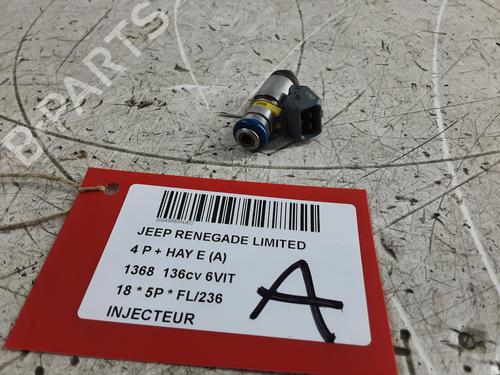 B-PARTS
JEEP RENEGADE LIMITED
4 P + HAY E (A)
1368 136cv 6VIT
18 * 5P * FL/236
INJECTEUR
A